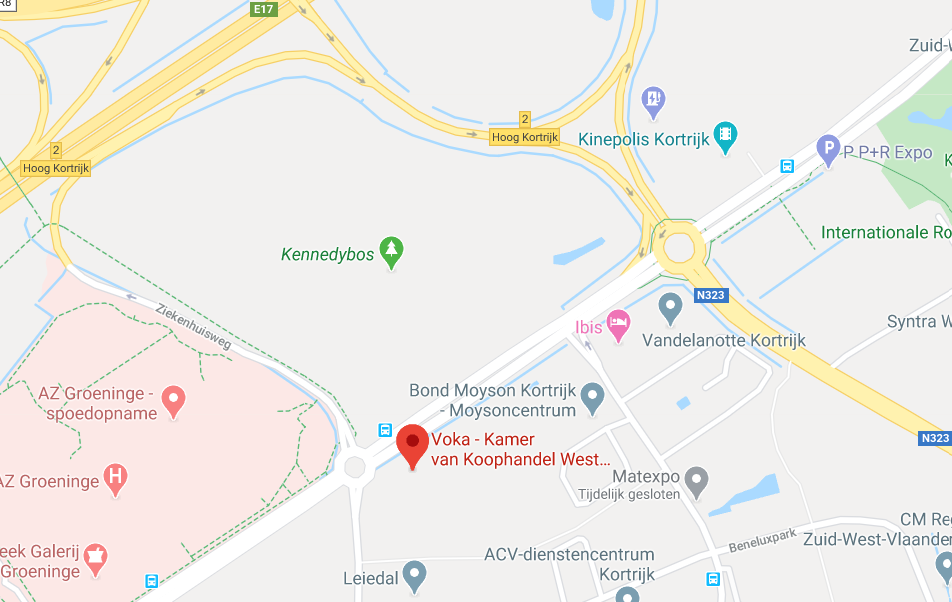 R8
E17
Zuid-W
2
Hoog Kortrijk
Kinepolis Kortrijk
P P+R Expo
K
2
Hoog Kortrijk
Internationale Ro
Kennedybos
N323
Ziekenhuisweg
Ibis
Vandelanotte Kortrijk
Syntra W
AZ Groeninge -
spoedopname
Bond Moyson Kortrijk
- Moysoncentrum
N323
Voka - Kamer
van Koophandel West...
H
AZ Groeninge
Matexpo
Tijdelijk gesloten
CM Reg
Zuid-West-Vlaander
Beneluxpark
eek Galerij
Groeninge
ACV-dienstencentrum
Kortrijk
Leiedal